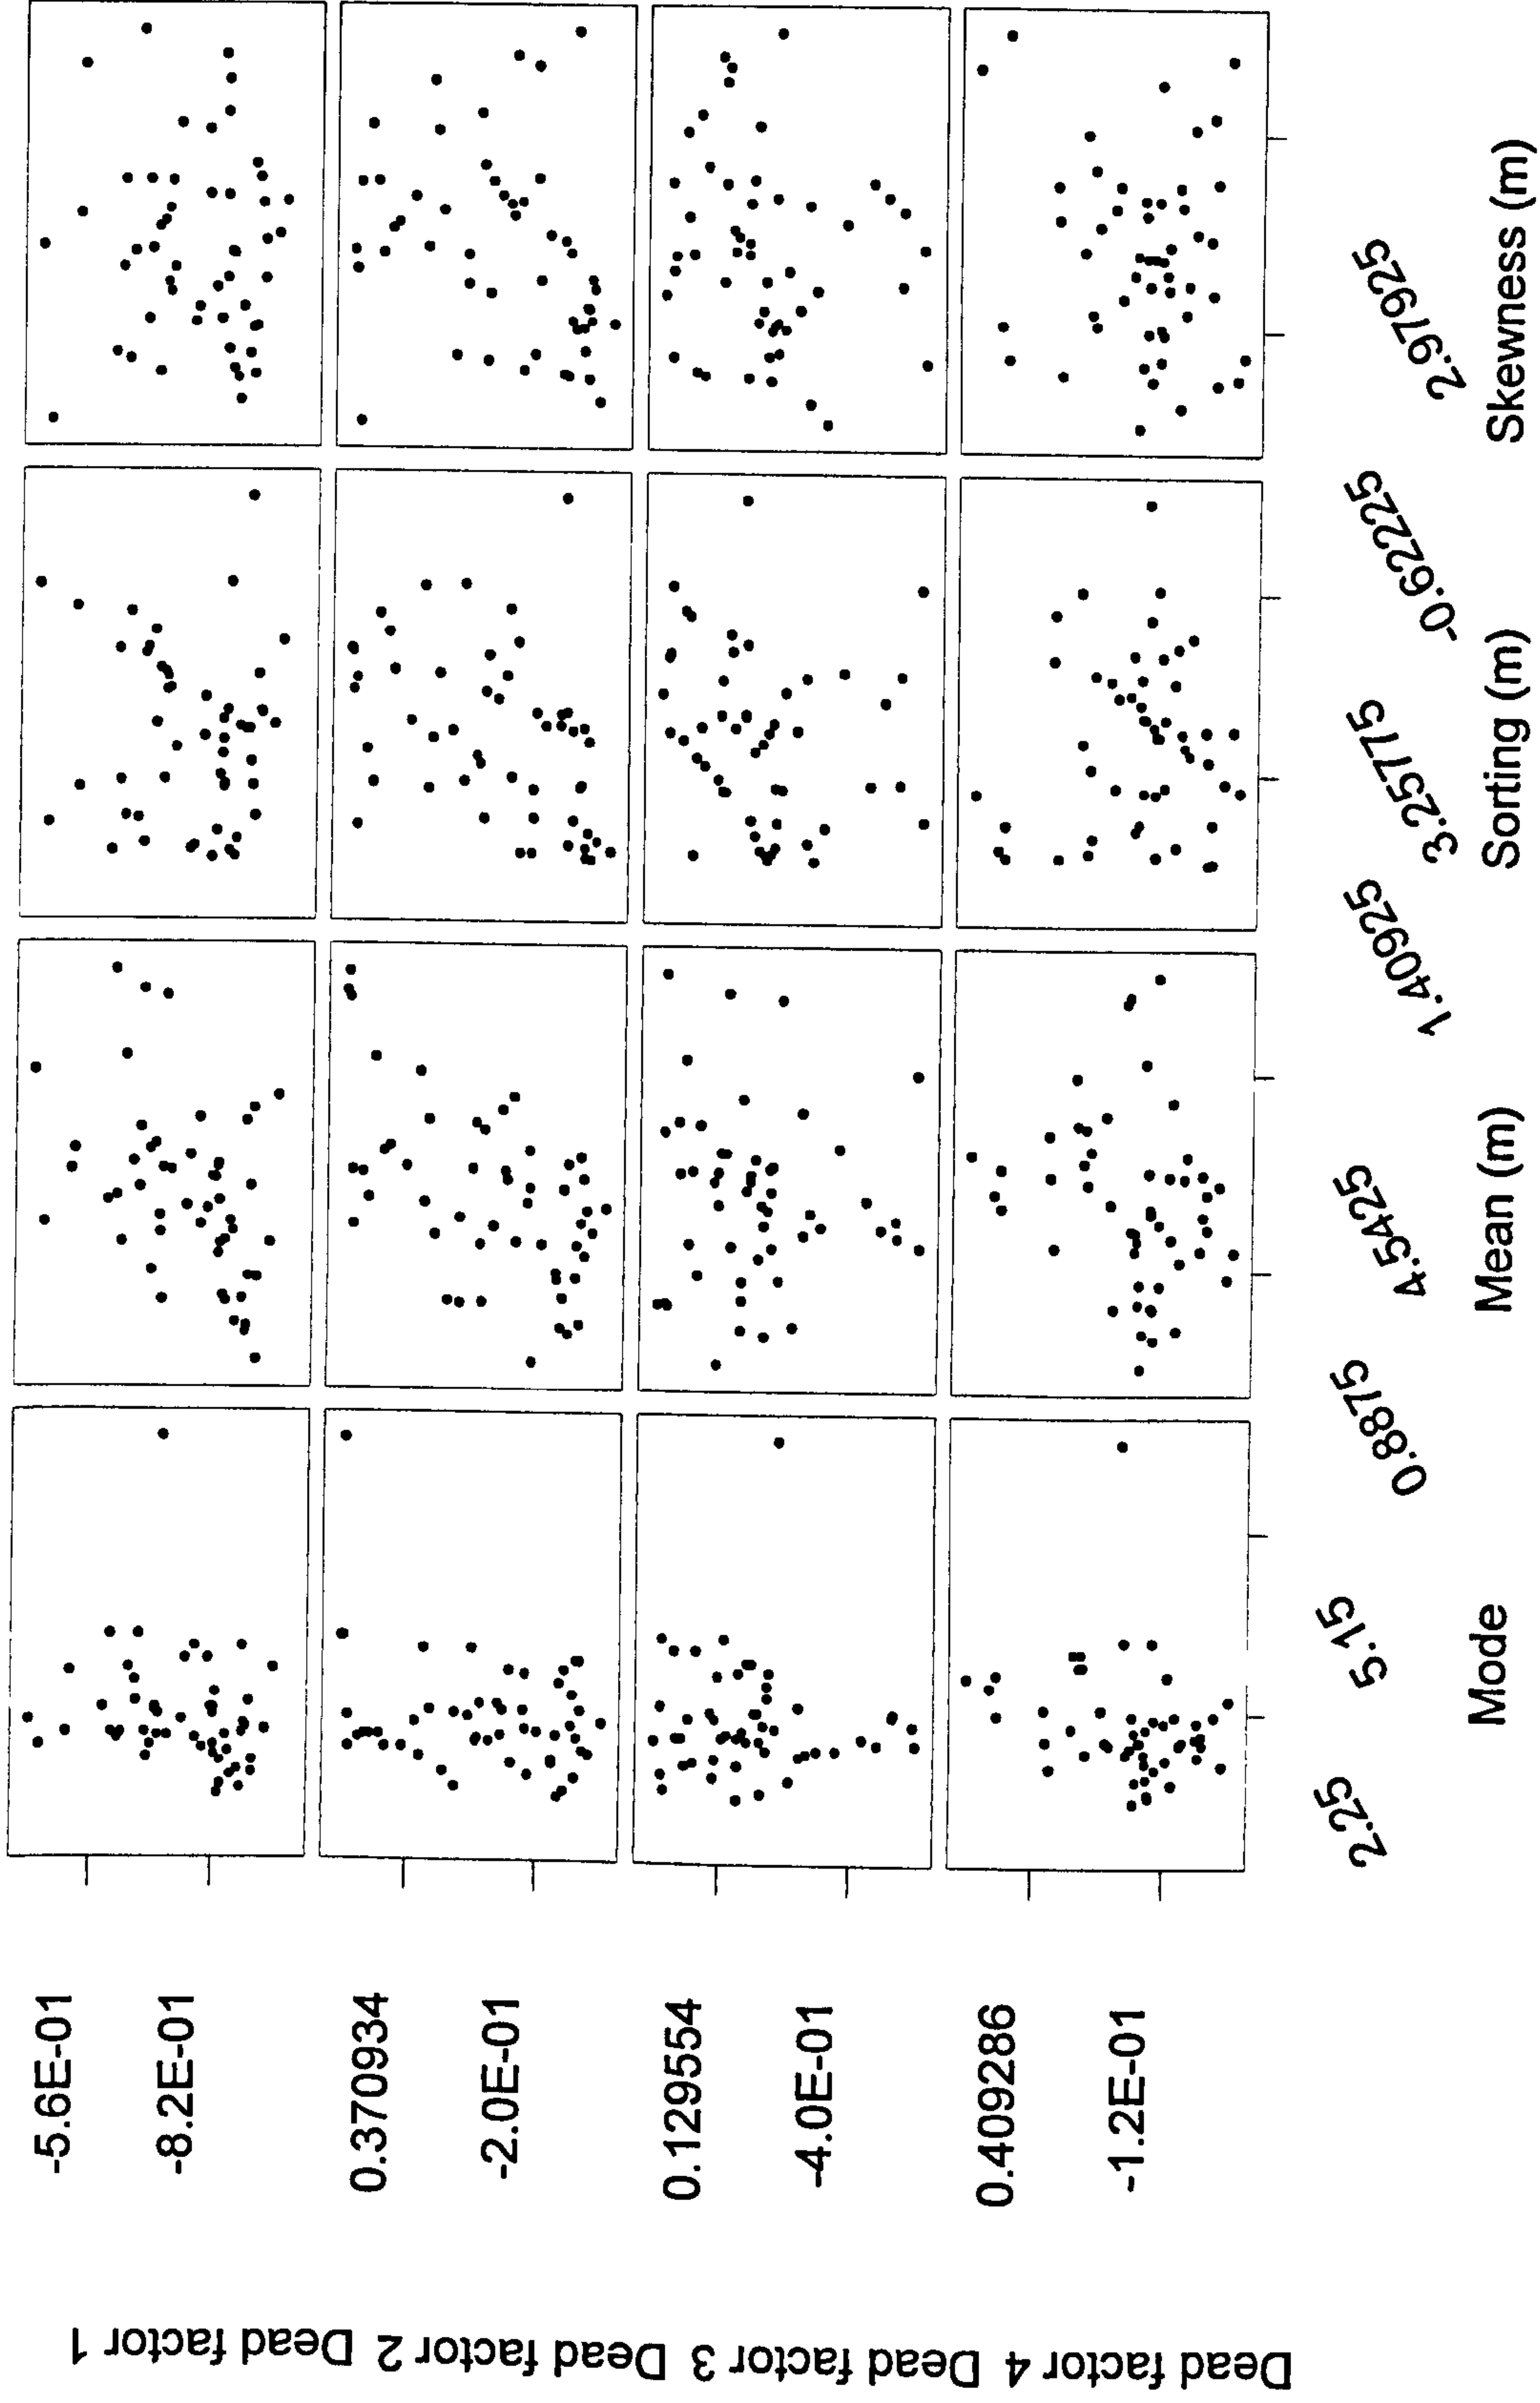 Dead factor 1
Dead factor 2
Dead factor 3
Dead factor 4
-5.6E-01
-8.2E-01
0.370934
-2.0E-01
0.129554
-4.0E-01
0.409286
-1.2E-01
2.25
5.15
0.8875
4.5425
1.40925
3.25775
-0.62225
2.97925
Mode
Mean (m)
Sorting (m)
Skewness (m)